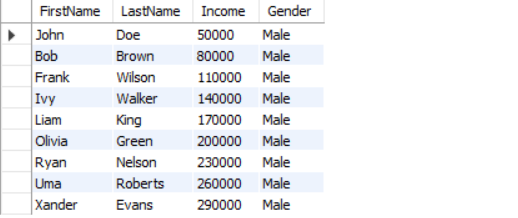 FirstName LastName Income Gender
John Doe 50000 Male
Bob Brown 80000 Male
Frank Wilson 110000 Male
Ivy Walker 140000 Male
Liam King 170000 Male
Olivia Green 200000 Male
Ryan Nelson 230000 Male
Uma Roberts 260000 Male
Xander Evans 290000 Male